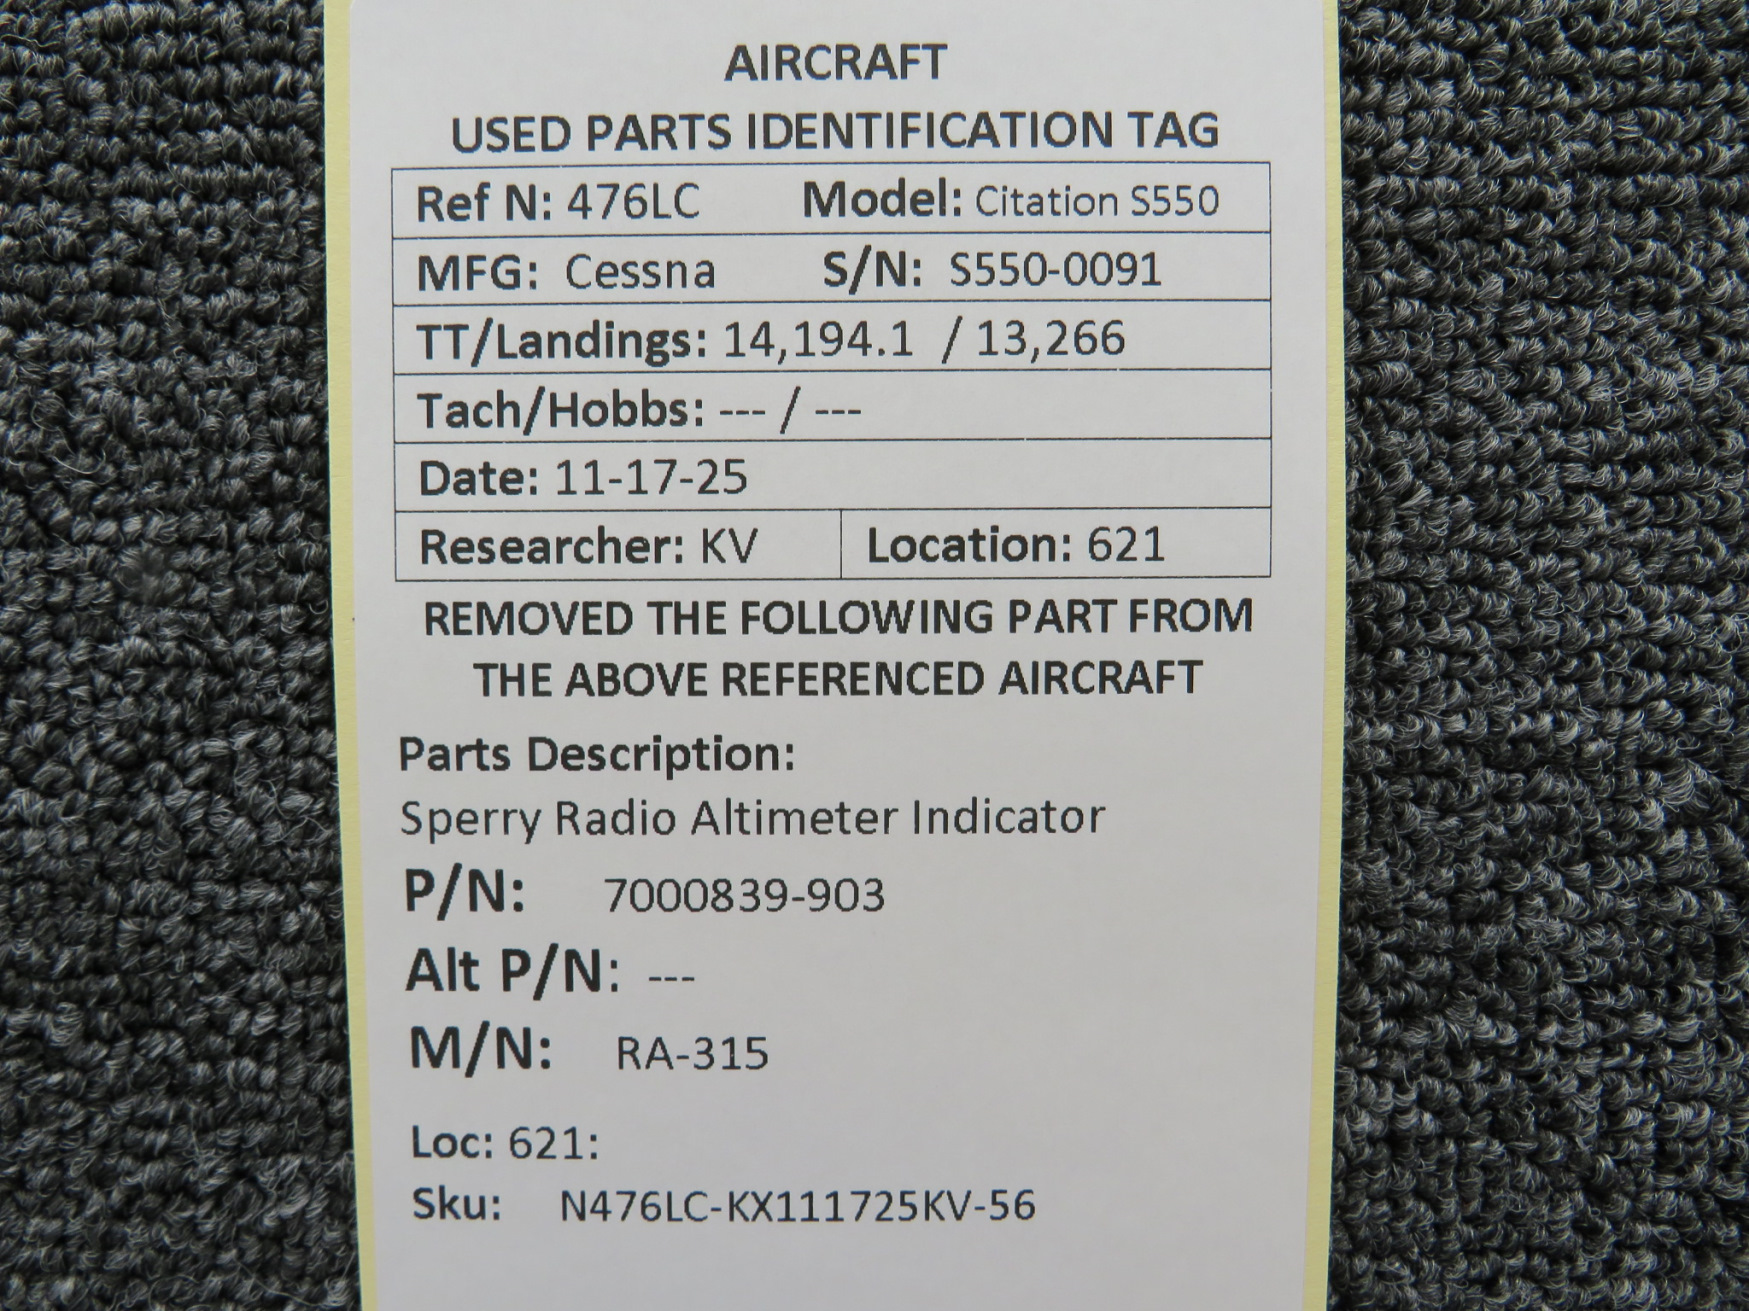 AIRCRAFT
USED PARTS IDENTIFICATION TAG
Ref N: 476LC Model: Citation S550
MFG: Cessna S/N: S550-0091
TT/Landings: 14,194.1 / 13,266
Tach/Hobbs: --- / ---
Date: 11-17-25
Researcher: KV Location: 621
REMOVED THE FOLLOWING PART FROM
THE ABOVE REFERENCED AIRCRAFT
Parts Description:
Sperry Radio Altimeter Indicator
P/N: 7000839-903
Alt P/N: ---
M/N: RA-315
Loc: 621:
Sku: N476LC-KX111725KV-56